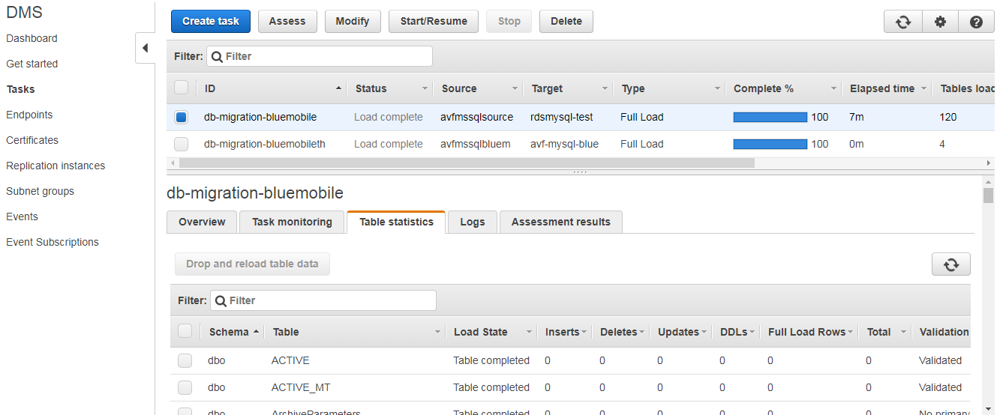 DMS
Dashboard
Get started
Tasks
Endpoints
Certificates
Replication instances
Subnet groups
Events
Event Subscriptions
Create task Assess Modify Start/Resume Stop Delete
Filter: Filter
ID Status Source Target Type Complete % Elapsed time Tables load
db-migration-bluemobile Load complete avfmssqlsource rdsmysql-test Full Load 100 7m 120
db-migration-bluemobileth Load complete avfmssqlbluem avf-mysql-blue Full Load 100 0m 4
db-migration-bluemobile
Overview Task monitoring Table statistics Logs Assessment results
Drop and reload table data
Filter: Filter
Schema Table Load State Inserts Deletes Updates DDLs Full Load Rows Total Validation
dbo ACTIVE Table completed 0 0 0 0 0 0 Validated
dbo ACTIVE_MT Table completed 0 0 0 0 0 0 Validated
dbo ArchiveParameters Table completed 0 0 0 0 0 0 No primary